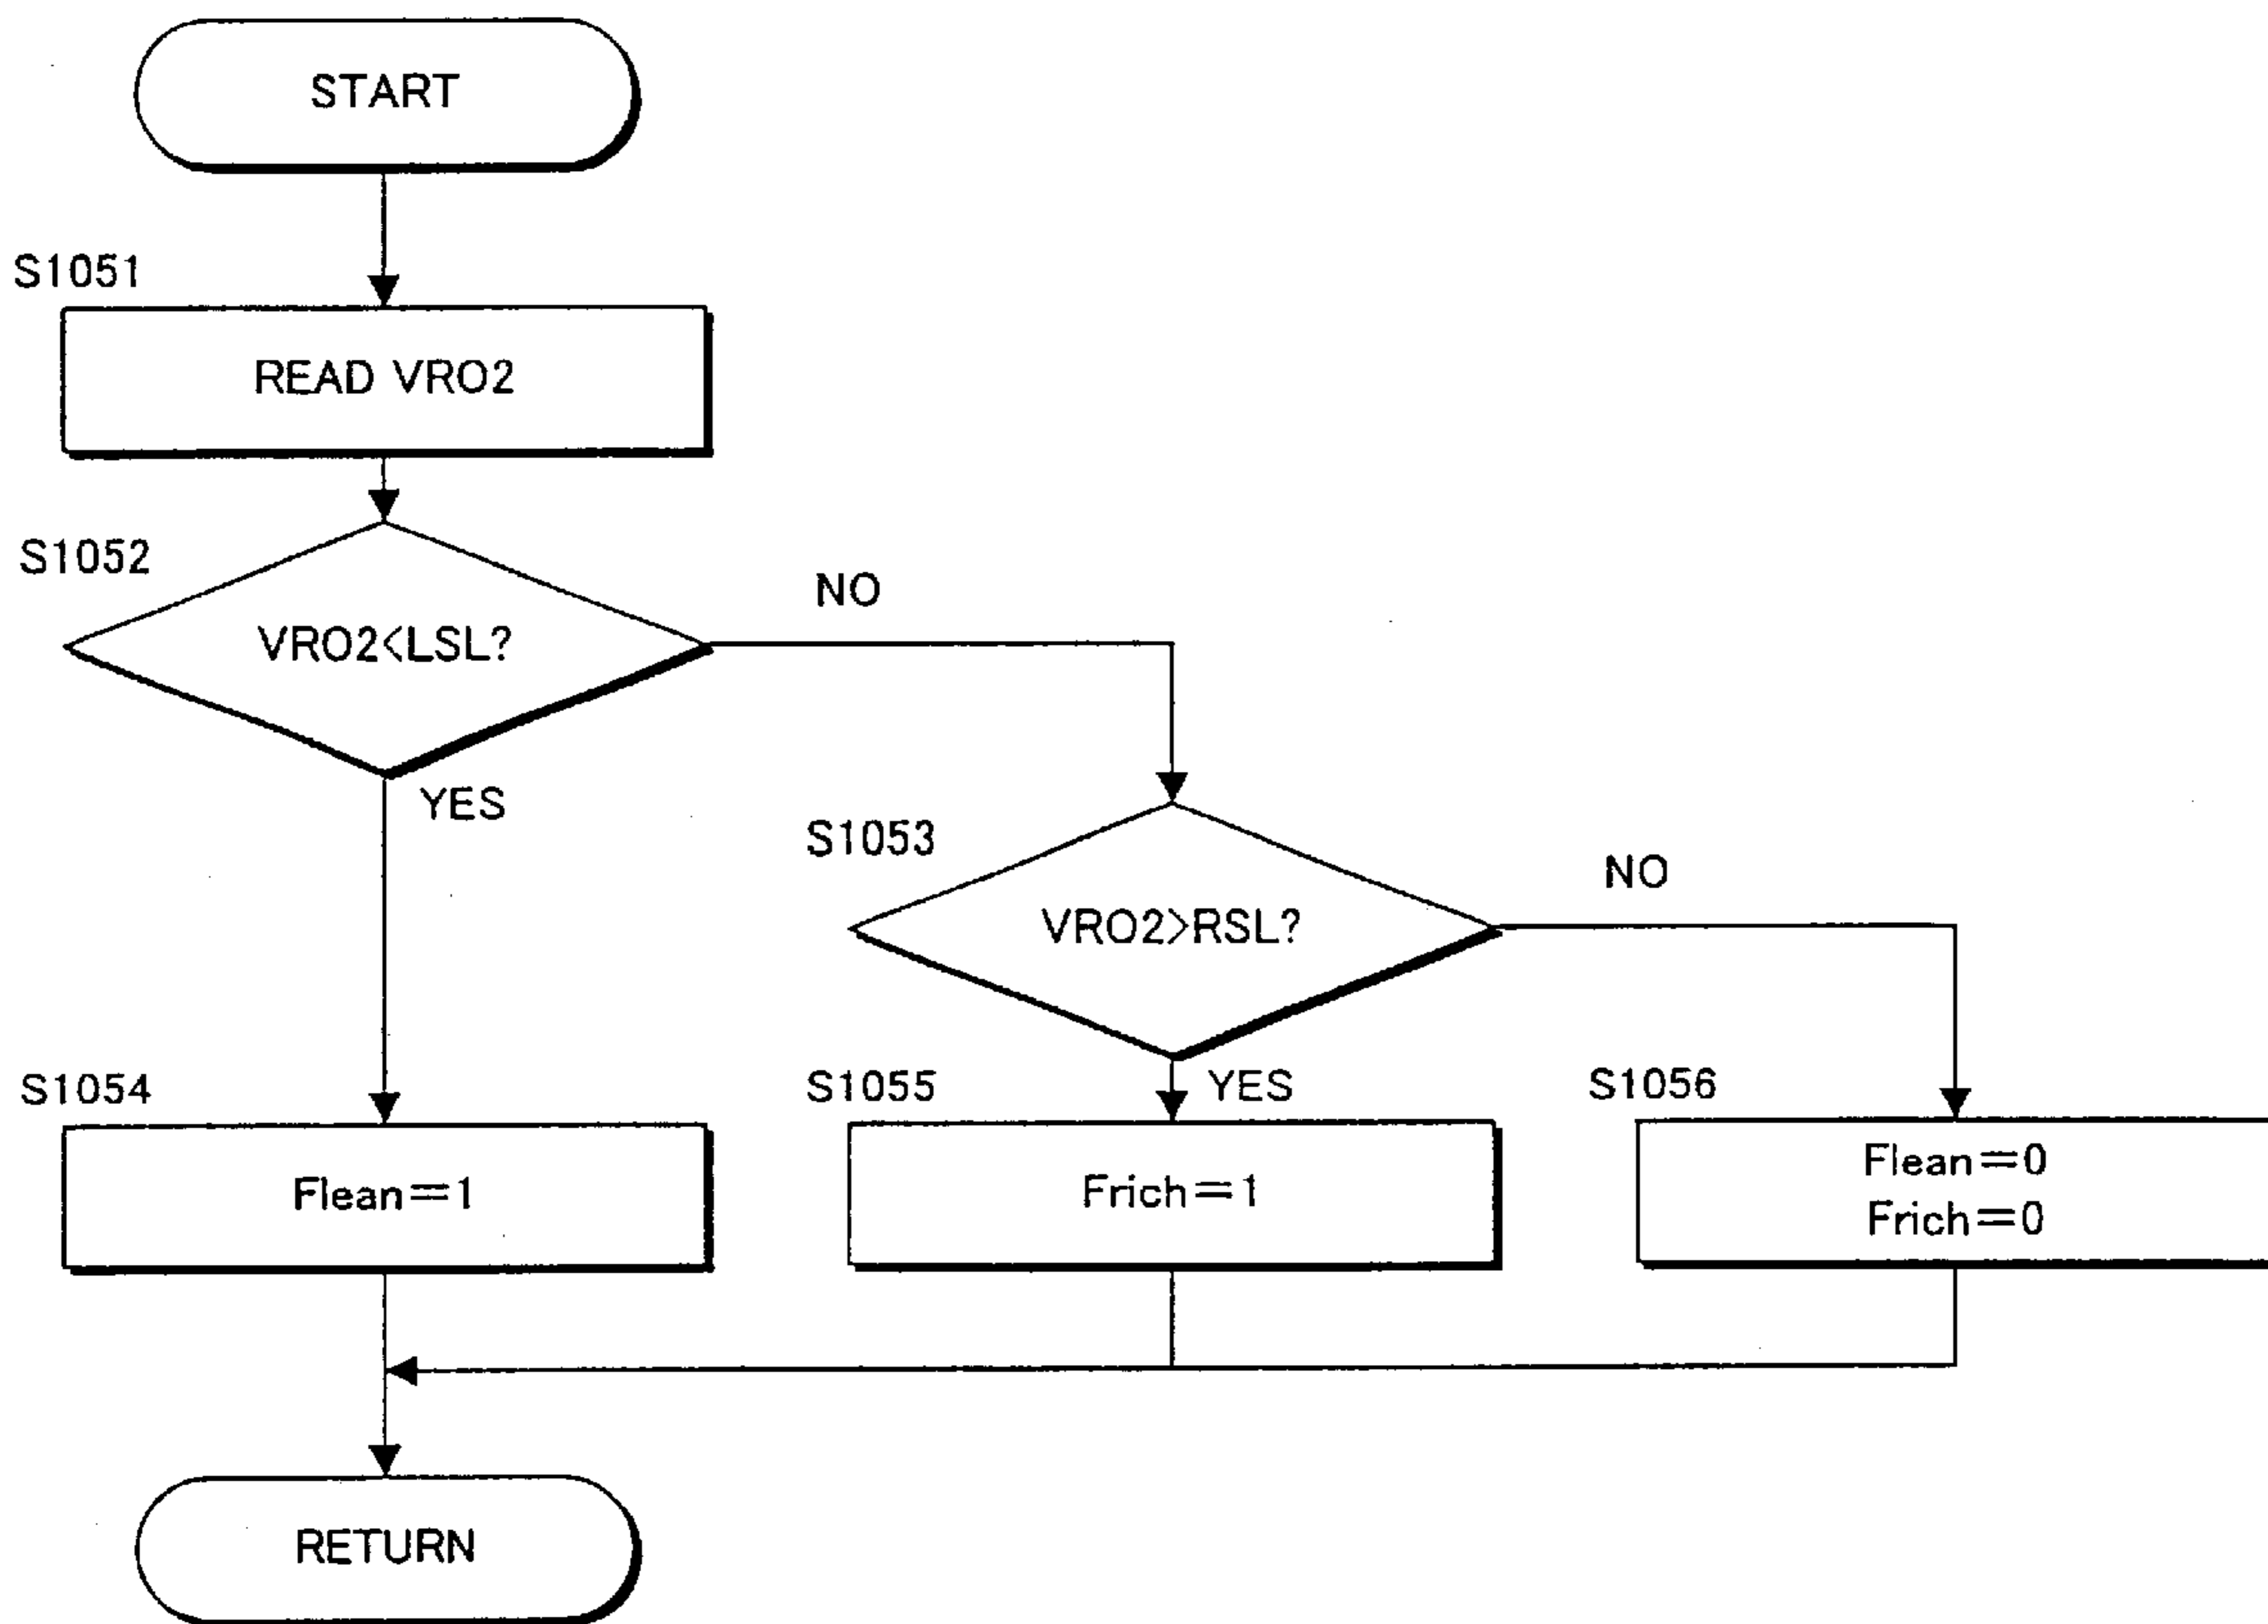 START
S1051
READ VRO2
S1052
VRO2<LSL?
NO
YES
S1053
VRO2>RSL?
NO
YES
S1054
Flean=1
S1055
Frich=1
S1056
Flean=0
Frich=0
RETURN